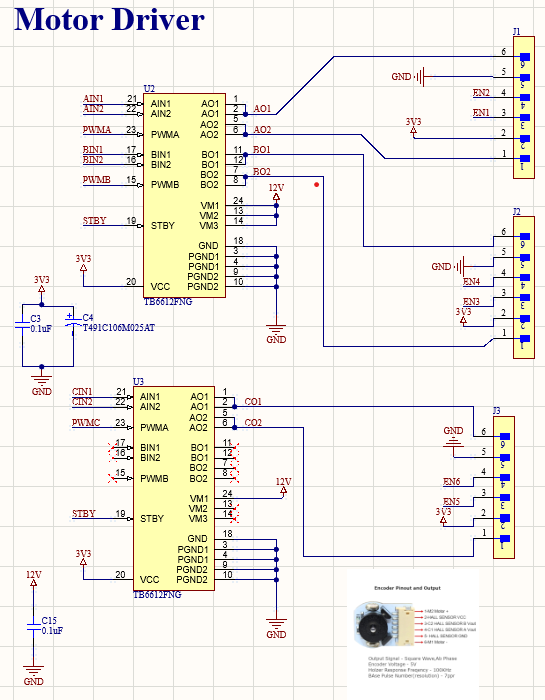 Motor Driver
J1
6
6
GND
5
5
EN2
4
4
EN1
3
3
3V3
2
2
1
1
U2
AIN1
21
AIN1
AO1
1
AIN2
22
AIN2
AO1
2
AO1
AO2
5
PWMA
23
PWMA
AO2
6
AO2
BIN1
17
BIN1
BO1
11
BO1
BIN2
16
BIN2
BO1
12
BO2
7
BO2
PWMB
15
PWMB
BO2
8
12V
VM1
24
VM2
13
STBY
19
STBY
VM3
14
GND
18
PGND1
3
PGND1
4
PGND2
9
3V3
20
VCC
PGND2
10
TB6612FNG
GND
J2
6
6
GND
5
5
EN4
4
4
EN3
3
3
3V3
2
2
1
1
3V3
C3
0.1uF
C4
T491C106M025AT
GND
U3
CIN1
21
AIN1
AO1
1
CIN2
22
AIN2
AO1
2
CO1
AO2
5
PWMC
23
PWMA
AO2
6
CO2
17
BIN1
BO1
11
16
BIN2
BO1
12
BO2
7
15
PWMB
BO2
8
12V
VM1
24
VM2
13
STBY
19
STBY
VM3
14
GND
18
PGND1
3
PGND1
4
PGND2
9
3V3
20
VCC
PGND2
10
TB6612FNG
GND
J3
6
6
GND
5
5
EN6
4
4
EN5
3
3
3V3
2
2
1
1
12V
C15
0.1uF
GND
Encoder Pinout and Output
Output Signal - Square Wave,Ab Phase
Encoder Voltage - 5V
Holzer Response Freqency - 100KHz
BAse Pulse Number(resolution) - 7ppr